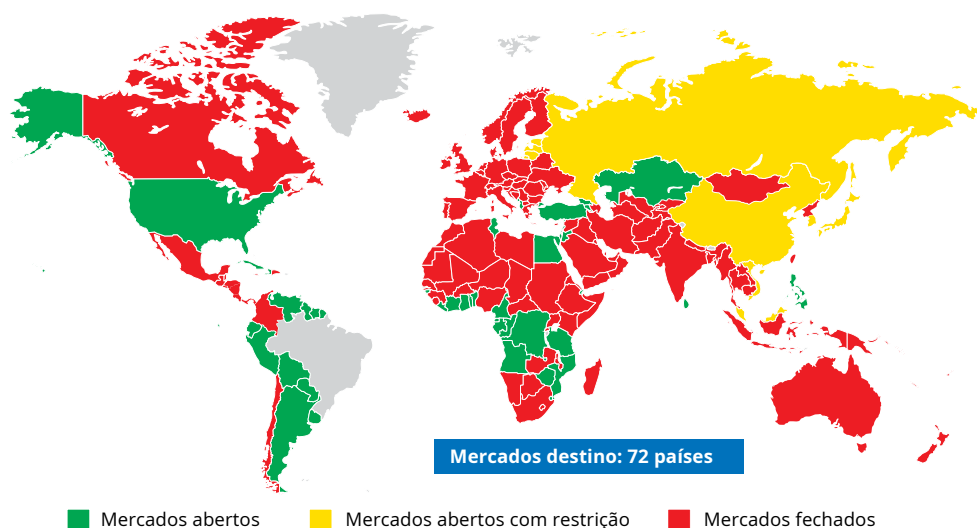 Mercados destino: 72 países
Mercados abertos
Mercados abertos com restrição
Mercados fechados